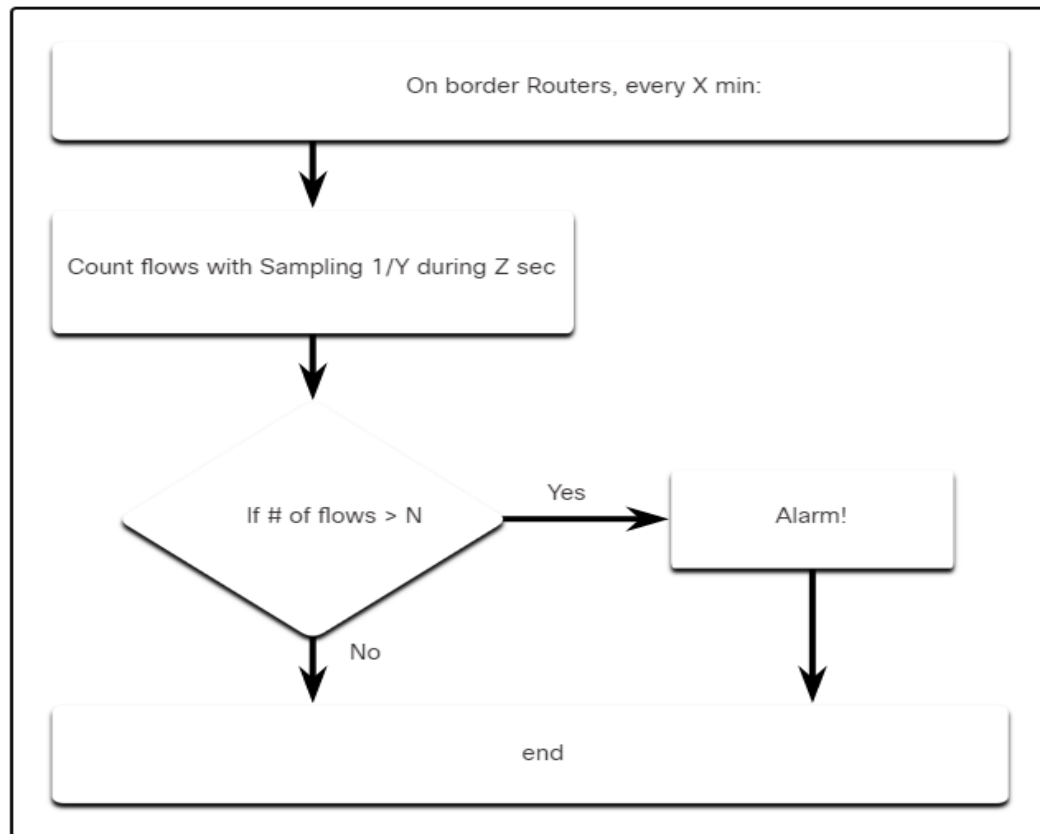 On border Routers, every X min:
Count flows with Sampling 1/Y during Z sec
If # of flows > N
Yes
Alarm!
No
end